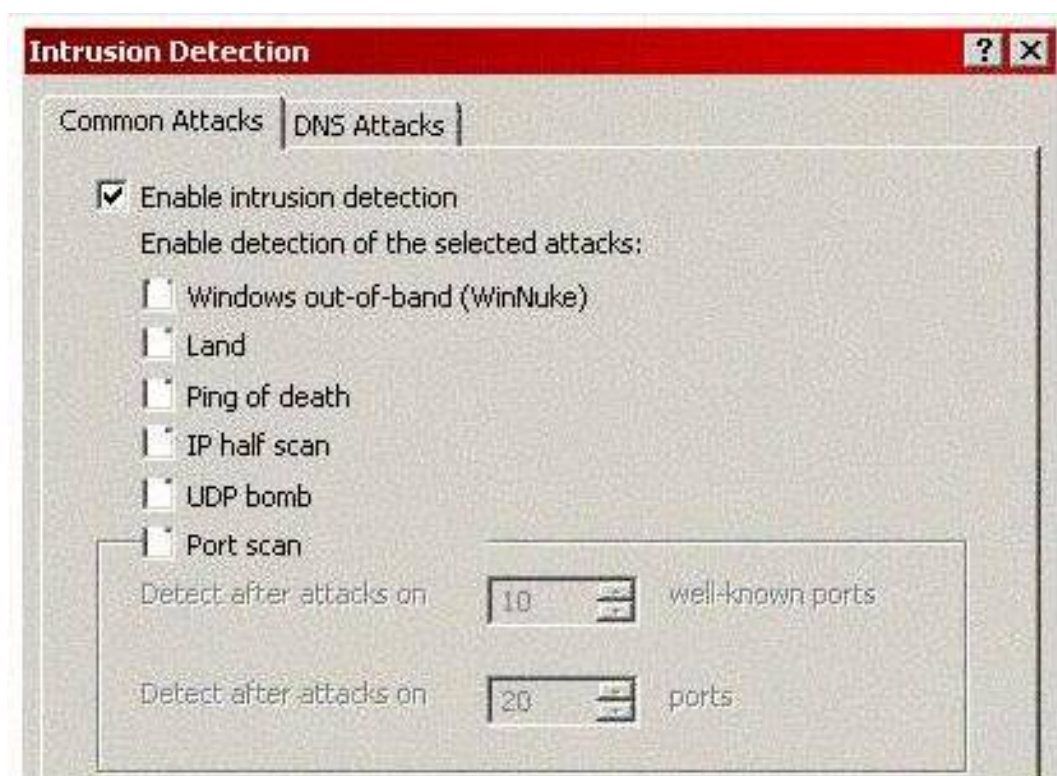 Intrusion Detection
Common Attacks
DNS Attacks
Enable intrusion detection
Enable detection of the selected attacks:
Windows out-of-band (WinNuke)
Land
Ping of death
IP half scan
UDP bomb
Port scan
Detect after attacks on 10 well-known ports
Detect after attacks on 20 ports